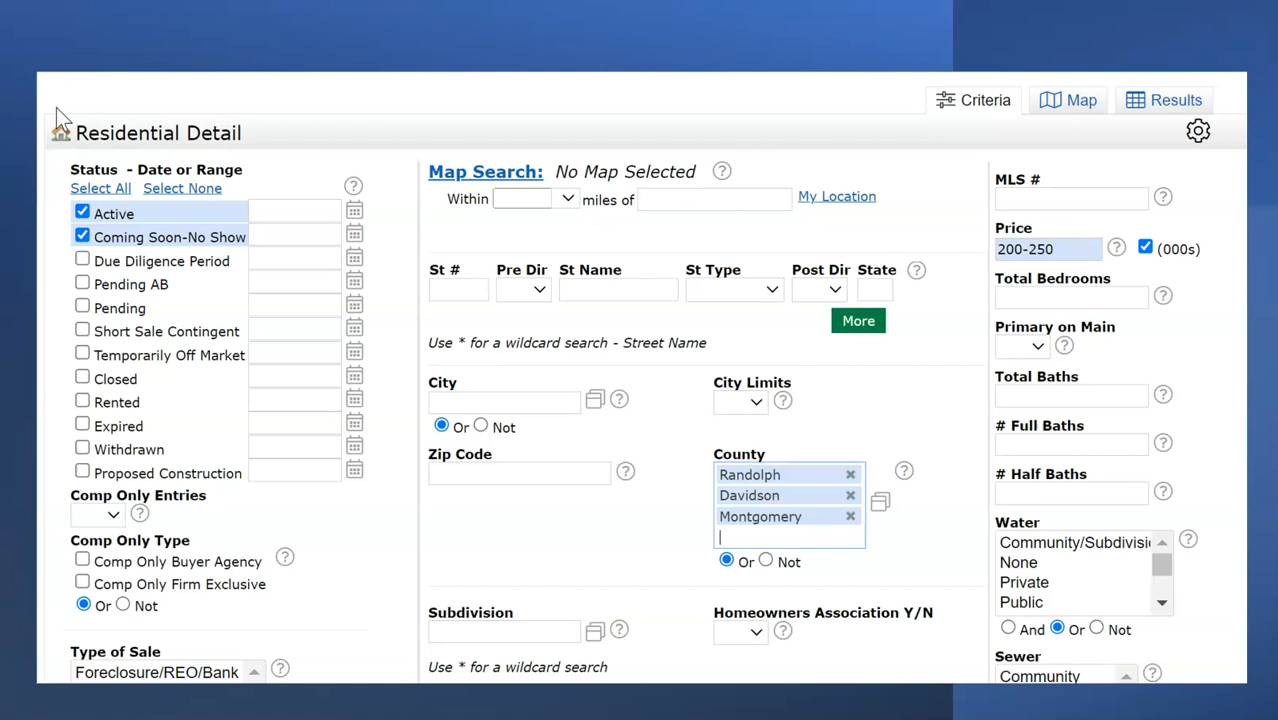 Criteria
Map
Results
Residential Detail
Status - Date or Range
Select All Select None
Active
Coming Soon-No Show
Due Diligence Period
Pending AB
Pending
Short Sale Contingent
Temporarily Off Market
Closed
Rented
Expired
Withdrawn
Proposed Construction
Comp Only Entries
Comp Only Type
Comp Only Buyer Agency
Comp Only Firm Exclusive
Or Not
Type of Sale
Foreclosure/REO/Bank
Map Search: No Map Selected
Within miles of My Location
St # Pre Dir St Name St Type Post Dir State
More
Use * for a wildcard search - Street Name
City
Or Not
City Limits
Zip Code
County
Randolph
Davidson
Montgomery
Or Not
Subdivision
Homeowners Association Y/N
Use * for a wildcard search
MLS #
Price
200-250 (000s)
Total Bedrooms
Primary on Main
Total Baths
# Full Baths
# Half Baths
Water
Community/Subdivisi
None
Private
Public
And Or Not
Sewer
Community